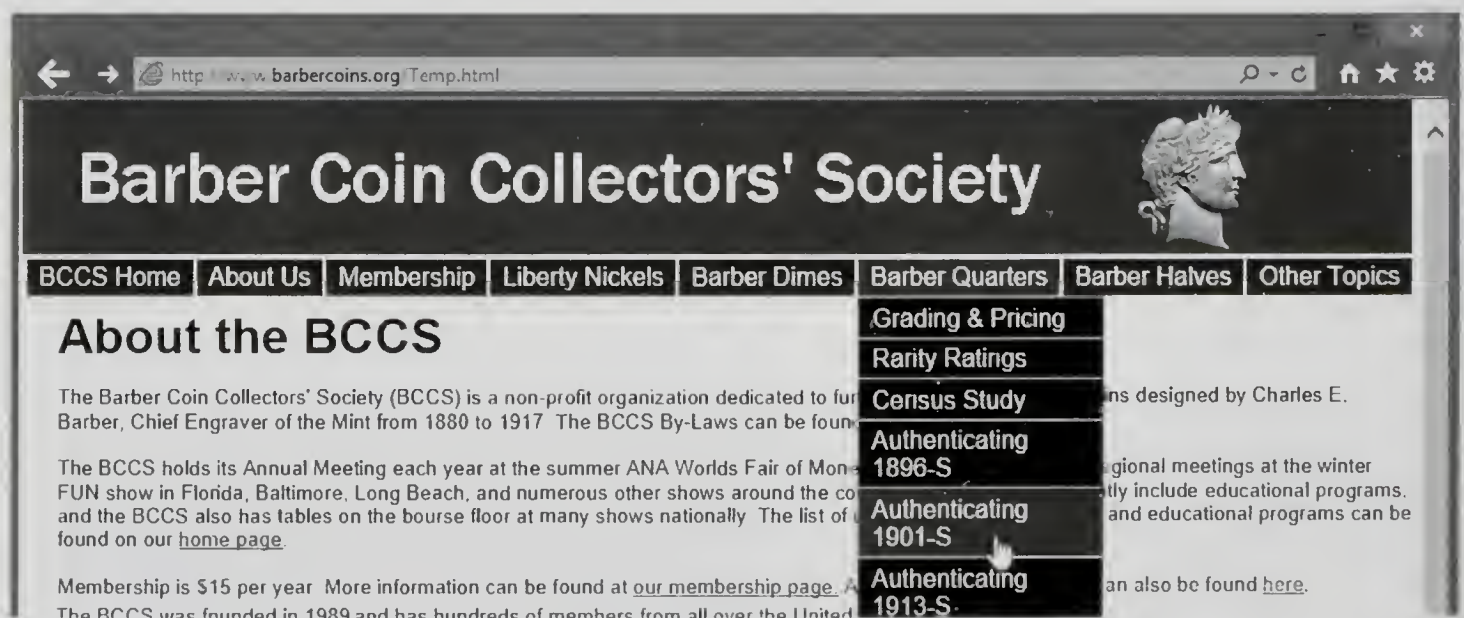 http www.barbercoins.org/Temp.html
Barber Coin Collectors' Society
BCCS Home About Us Membership Liberty Nickels Barber Dimes Barber Quarters Barber Halves Other Topics
Grading & Pricing
Rarity Ratings
Census Study
Authenticating
1896-S
Authenticating
1901-S
Authenticating
1913-S
About the BCCS
The Barber Coin Collectors' Society (BCCS) is a non-profit organization dedicated to ns designed by Charles E.
Barber, Chief Engraver of the Mint from 1880 to 1917 The BCCS By-Laws can be
The BCCS holds its Annual Meeting each year at the summer ANA Worlds Fair of gional meetings at the winter
FUN show in Florida, Baltimore, Long Beach, and numerous other shows around the tly include educational programs.
and the BCCS also has tables on the bourse floor at many shows nationally The list of and educational programs can be
found on our home page.
Membership is $15 per year More information can be found at our membership page. an also be found here.
The BCCS was founded in 1989 and has hundreds of members from all over the United